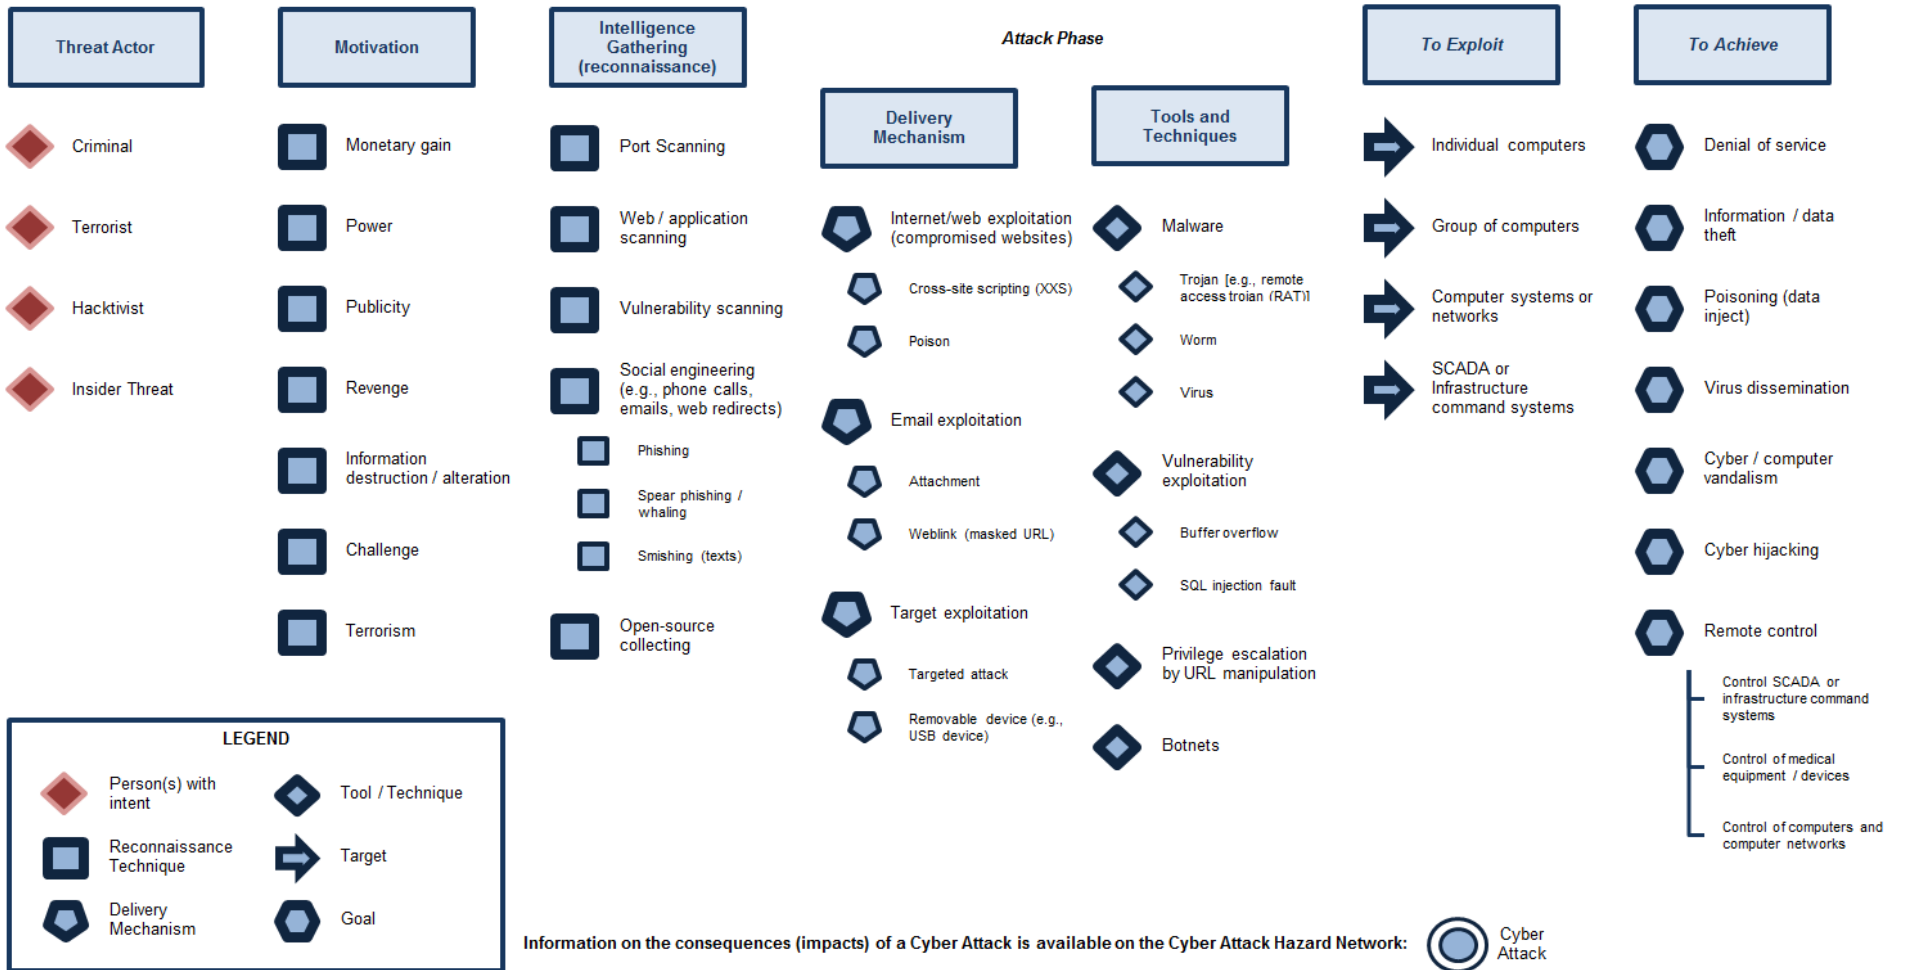 Threat Actor
Motivation
Intelligence
Gathering
(reconnaissance)
Attack Phase
Delivery
Mechanism
Tools and
Techniques
To Exploit
To Achieve
Criminal
Terrorist
Hacktivist
Insider Threat
Monetary gain
Power
Publicity
Revenge
Information
destruction / alteration
Challenge
Terrorism
Port Scanning
Web / application
scanning
Vulnerability scanning
Social engineering
(e.g., phone calls,
emails, web redirects)
Phishing
Spear phishing /
whaling
Smishing (texts)
Open-source
collecting
Internet/web exploitation
(compromised websites)
Cross-site scripting (XXS)
Poison
Email exploitation
Attachment
Weblink (masked URL)
Target exploitation
Targeted attack
Removable device (e.g.,
USB device)
Malware
Trojan [e.g., remote
access trojan (RAT)]
Worm
Virus
Vulnerability
exploitation
Buffer overflow
SQL injection fault
Privilege escalation
by URL manipulation
Botnets
Individual computers
Group of computers
Computer systems or
networks
SCADA or
Infrastructure
command systems
Denial of service
Information / data
theft
Poisoning (data
inject)
Virus dissemination
Cyber / computer
vandalism
Cyber hijacking
Remote control
Control SCADA or
infrastructure command
systems
Control of medical
equipment / devices
Control of computers and
computer networks
LEGEND
Person(s) with
intent
Reconnaissance
Technique
Delivery
Mechanism
Tool / Technique
Target
Goal
Information on the consequences (impacts) of a Cyber Attack is available on the Cyber Attack Hazard Network:
Cyber
Attack